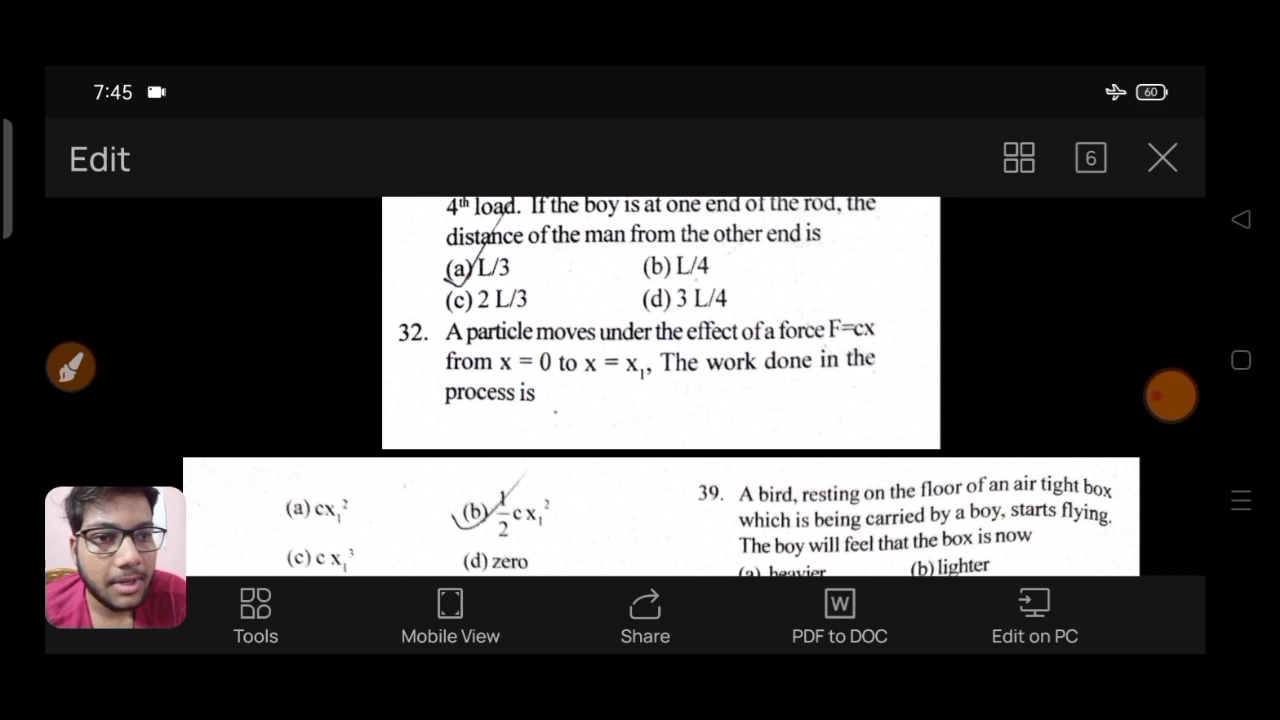 7:45
60
Edit
6
4th load. If the boy is at one end of the rod, the
distance of the man from the other end is
(a) L/3 (b) L/4
(c) 2 L/3 (d) 3 L/4
32. A particle moves under the effect of a force F=cx
from x = 0 to x = x₁, The work done in the
process is
(a) cx₁² (b) 1/2 c x₁²
(c) c x₁³ (d) zero
39. A bird, resting on the floor of an air tight box
which is being carried by a boy, starts flying.
The boy will feel that the box is now
(a) heavier (b) lighter
Tools
Mobile View
Share
W
PDF to DOC
Edit on PC